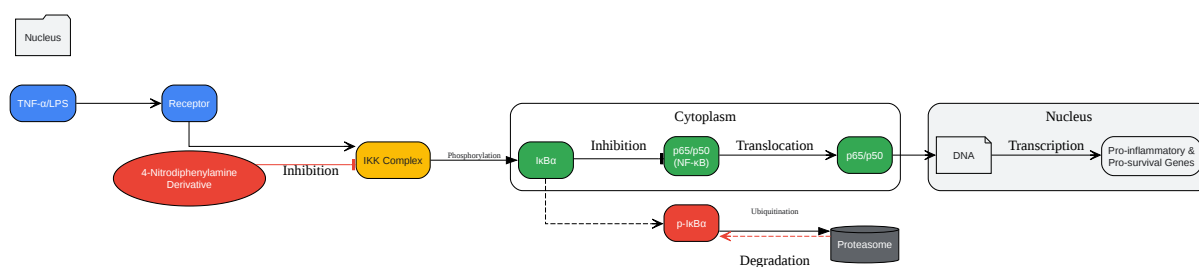 Nucleus
TNF-α/LPS
Receptor
4-Nitrodiphenylamine
Derivative
Inhibition
IKK Complex
Phosphorylation
Cytoplasm
IκBα
Inhibition
p65/p50
(NF-κB)
Translocation
p65/p50
Nucleus
DNA
Transcription
Pro-inflammatory &
Pro-survival Genes
p-IκBα
Ubiquitination
Proteasome
Degradation